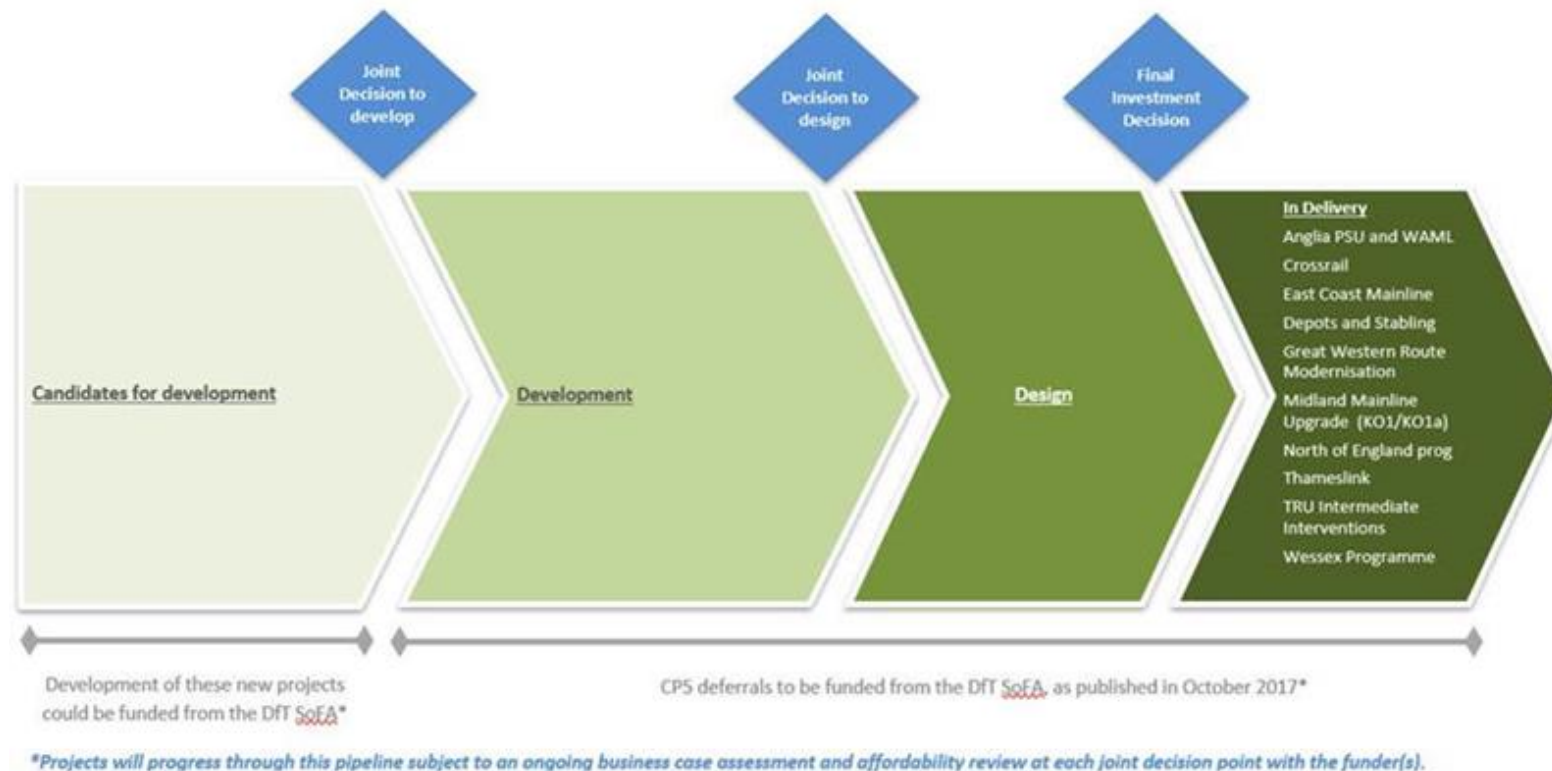 Joint
Decision to
develop
Joint
Decision to
design
Final
Investment
Decision
Candidates for development
Development
Design
In Delivery
Anglia PSU and WAML
Crossrail
East Coast Mainline
Depots and Stabling
Great Western Route
Modernisation
Midland Mainline
Upgrade (KO1/KO1a)
North of England prog
Thameslink
TRU Intermediate
Interventions
Wessex Programme
Development of these new projects
could be funded from the DfT SoFA*
CP5 deferrals to be funded from the DfT SoFA, as published in October 2017*
*Projects will progress through this pipeline subject to an ongoing business case assessment and affordability review at each joint decision point with the funder(s).